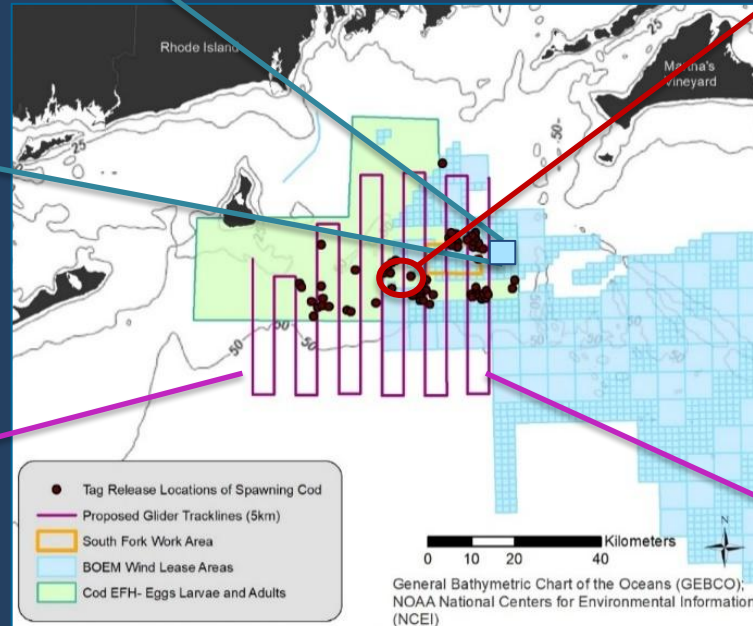 Rhode Island
Martha's
Vineyard
25
50
50
50
50
50
Tag Release Locations of Spawning Cod
Proposed Glider Tracklines (5km)
South Fork Work Area
BOEM Wind Lease Areas
Cod EFH- Eggs Larvae and Adults
N
Kilometers
0 10 20 40
General Bathymetric Chart of the Oceans (GEBCO);
NOAA National Centers for Environmental Information
(NCEI)